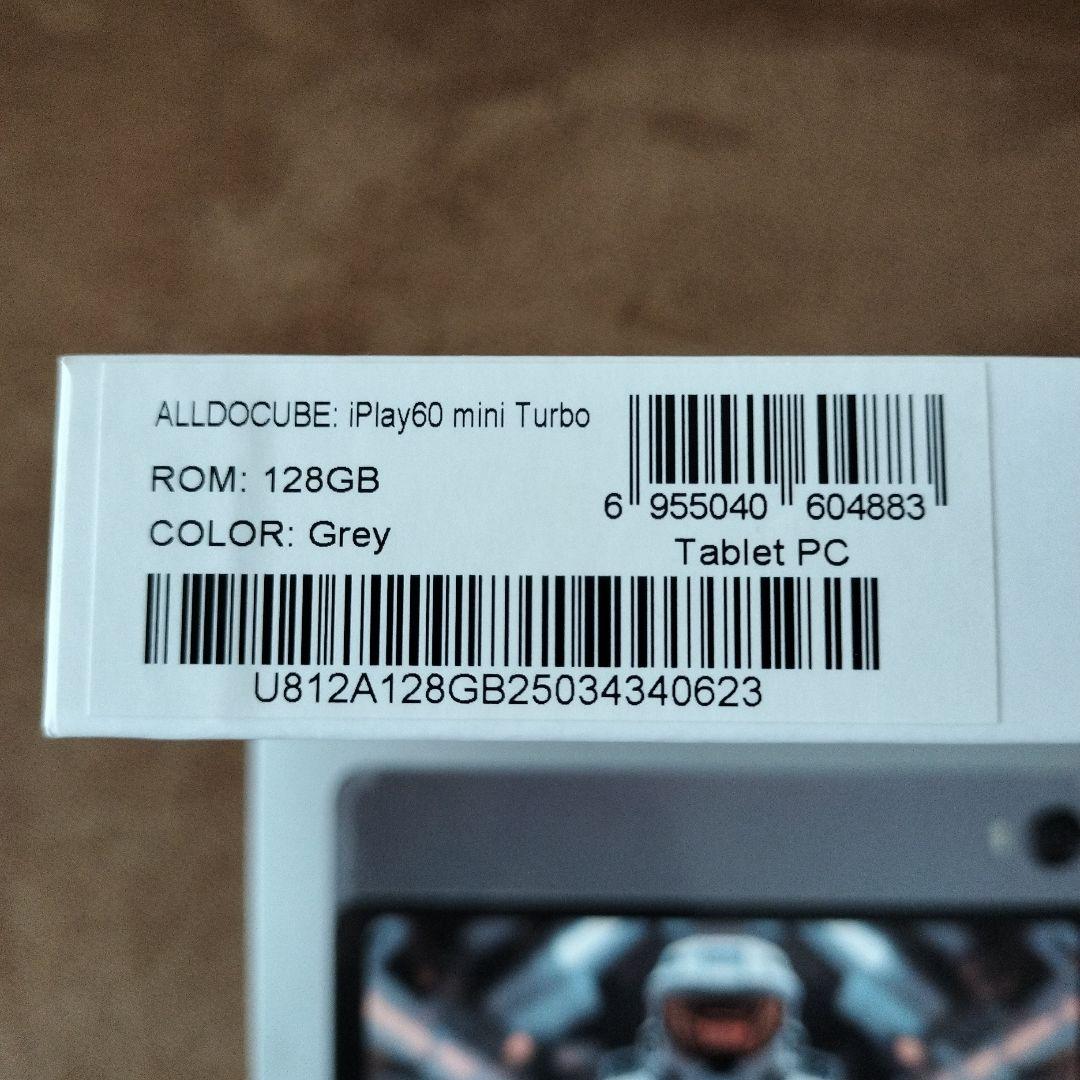 ALLDOCUBE: iPlay60 mini Turbo
ROM: 128GB
COLOR: Grey
6 955040 604883
Tablet PC
U812A128GB25034340623